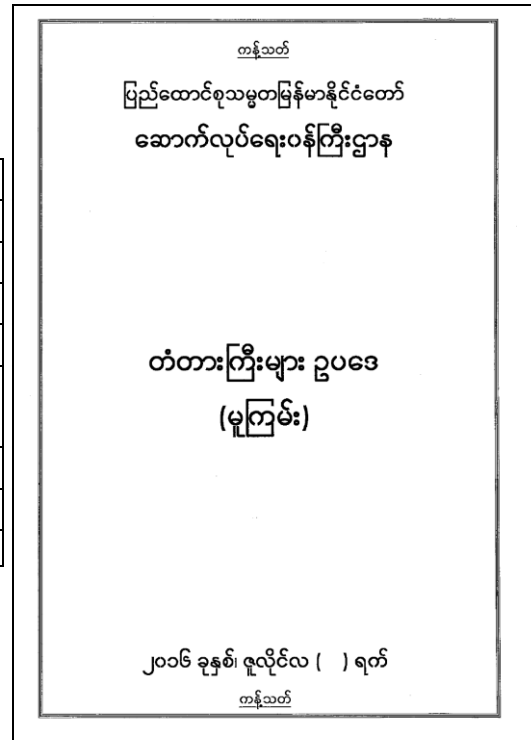 ကန့်သတ်
ပြည်ထောင်စုသမ္မတမြန်မာနိုင်ငံတော်
ဆောက်လုပ်ရေးဝန်ကြီးဌာန
တံတားကြီးများ ဥပဒေ
(မူကြမ်း)
၂၀၁၆ ခုနှစ်၊ ဇူလိုင်လ (   ) ရက်
ကန့်သတ်